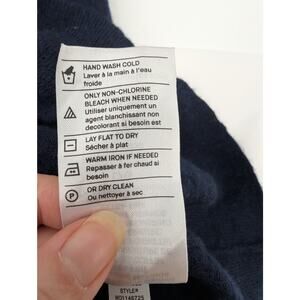 HAND WASH COLD
Laver à la main à l'eau
froide
ONLY NON-CHLORINE
BLEACH WHEN NEEDED
Utiliser uniquement un
agent blanchissant non
decolorant si besoin est
LAY FLAT TO DRY
Sécher à plat
WARM IRON IF NEEDED
Repasser à fer chaud si
besoin
OR DRY CLEAN
Ou nettoyer à sec
STYLE#